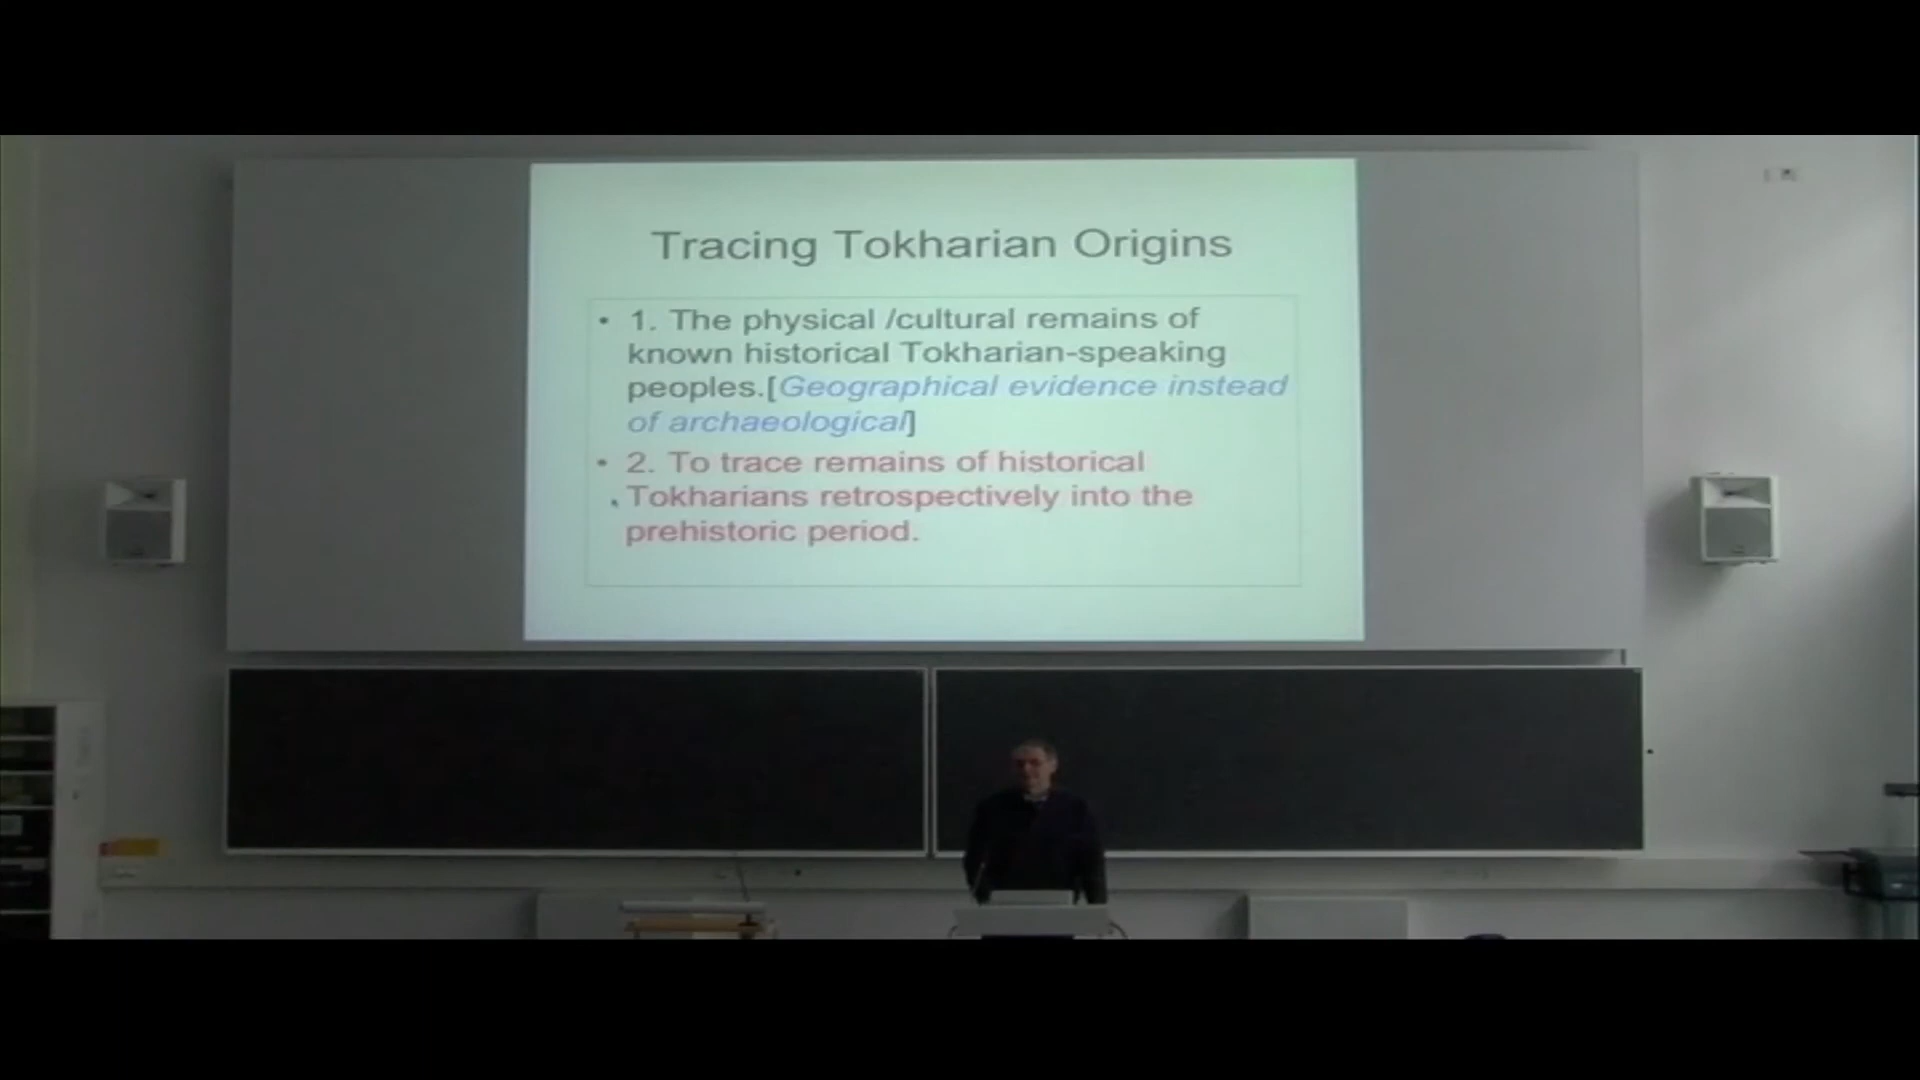 Tracing Tokharian Origins
• 1. The physical /cultural remains of
known historical Tokharian-speaking
peoples.[Geographical evidence instead
of archaeological]
• 2. To trace remains of historical
Tokharians retrospectively into the
prehistoric period.